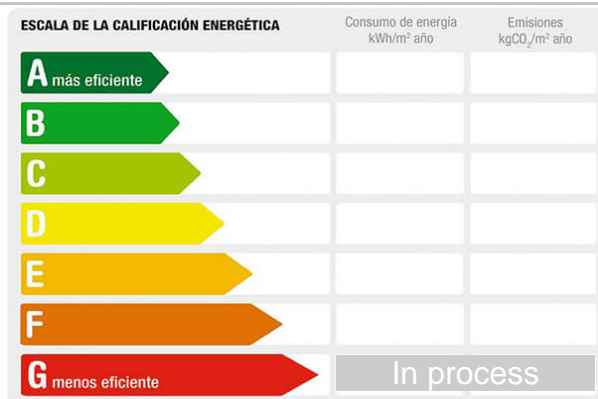 ESCALA DE LA CALIFICACIÓN ENERGÉTICA
Consumo de energía
kWh/m² año
Emisiones
kgCO₂/m² año
A más eficiente
B
C
D
E
F
G menos eficiente
In process